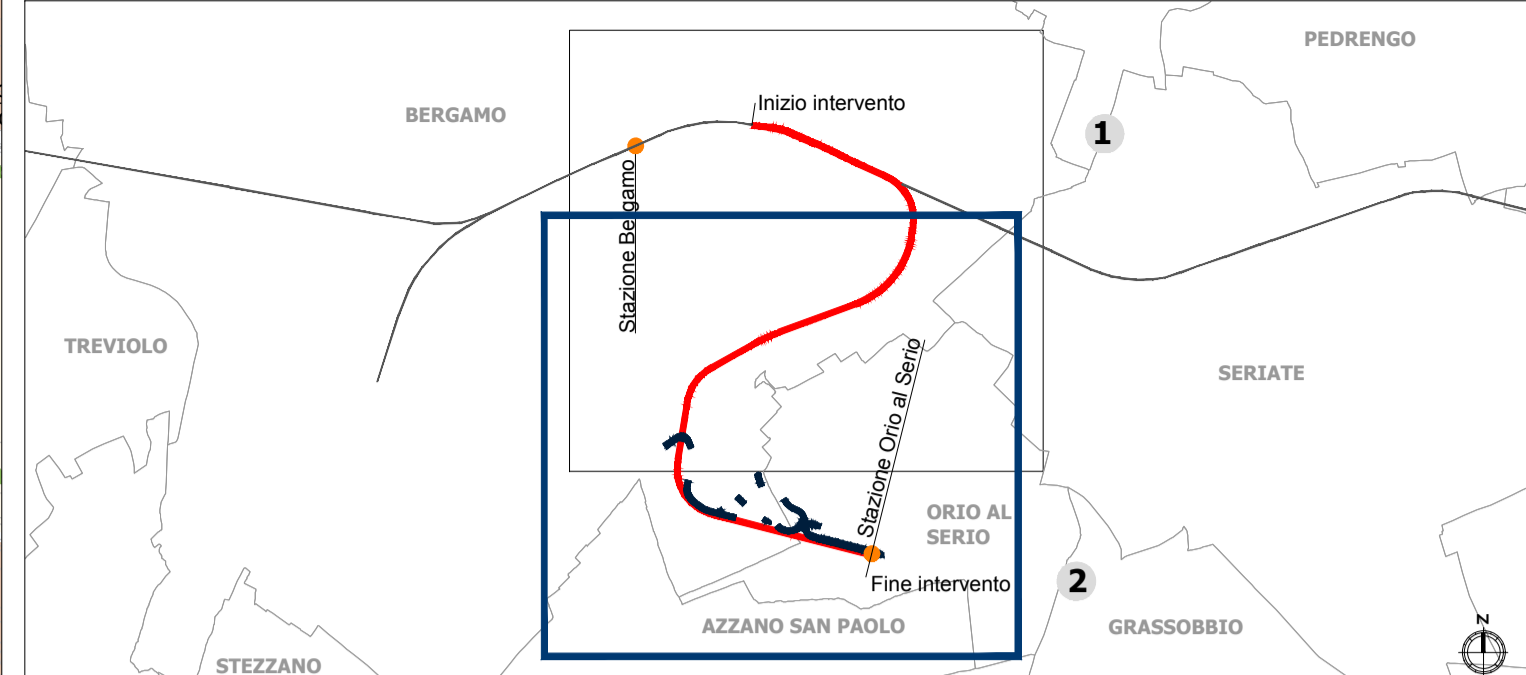 PEDRENGO
Inizio intervento
BERGAMO
1
Stazione Bergamo
TREVIOLO
Stazione Orio al Serio
SERIATE
ORIO AL
SERIO
2
Fine intervento
AZZANO SAN PAOLO
GRASSOBBIO
N
STEZZANO